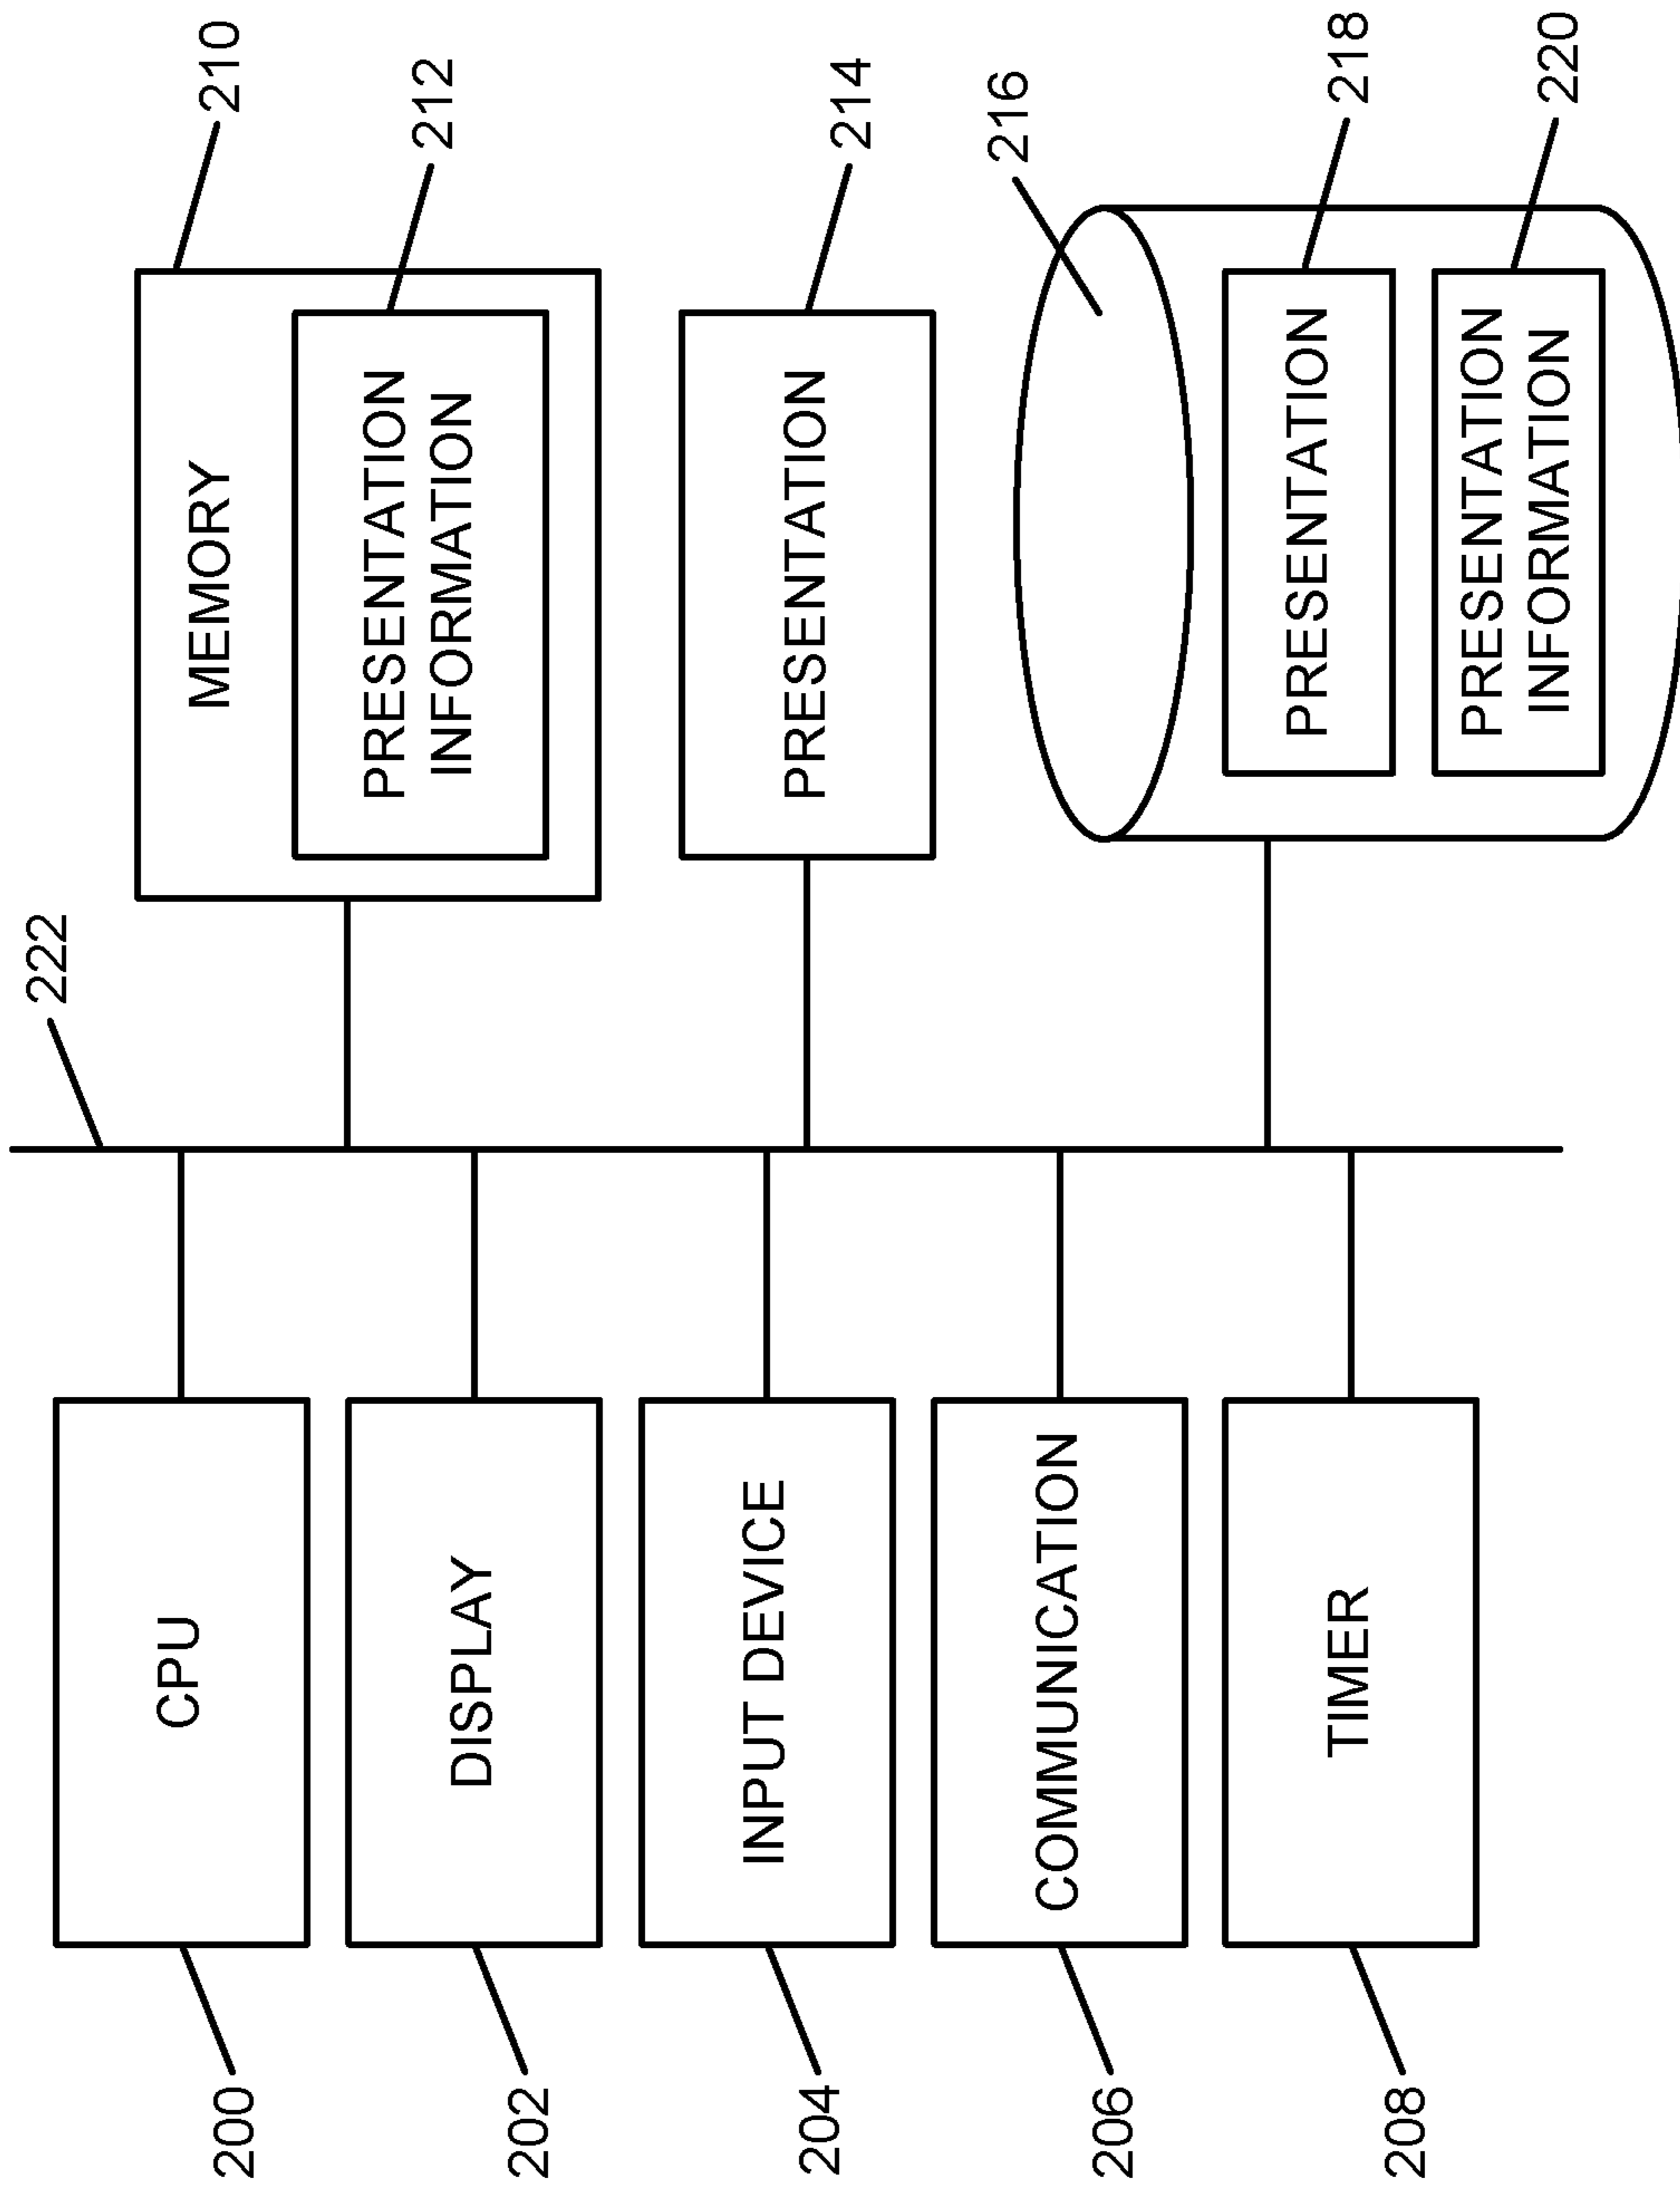 222
CPU
200
DISPLAY
202
INPUT DEVICE
204
COMMUNICATION
206
TIMER
208
MEMORY
210
PRESENTATION
INFORMATION
212
PRESENTATION
214
216
PRESENTATION
218
PRESENTATION
INFORMATION
220